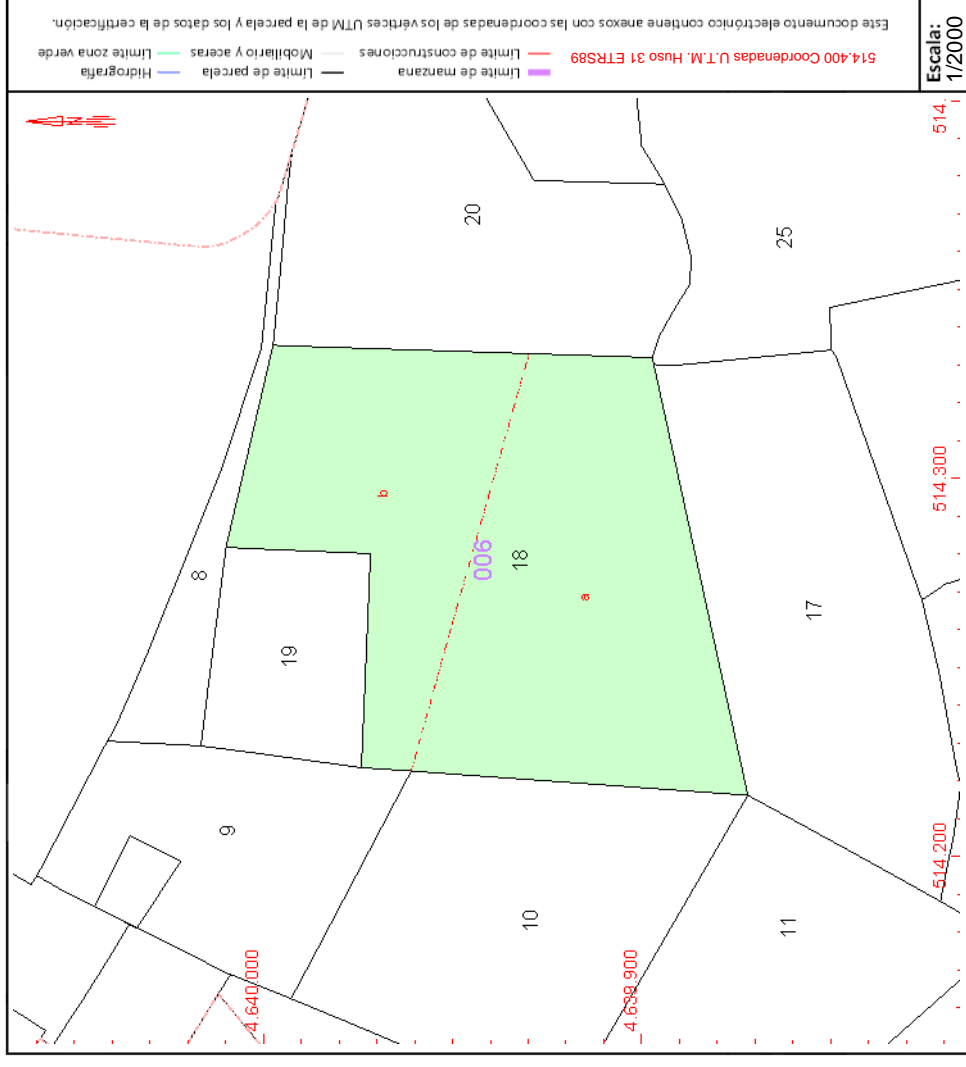 514.400 Coordenadas U.T.M. Huso 31 ETRS89
Límite de manzana
Límite de parcela
Hidrografía
Límite de construcciones
Mobiliario y aceras
Límite zona verde
Este documento electrónico contiene anexos con las coordenadas de los vértices UTM de la parcela y los datos de la certificación.
Escala:
1/2000
N
514.
20
25
514.300
b
8
006
18
a
17
19
9
514.200
10
11
4.640.000
4.639.900